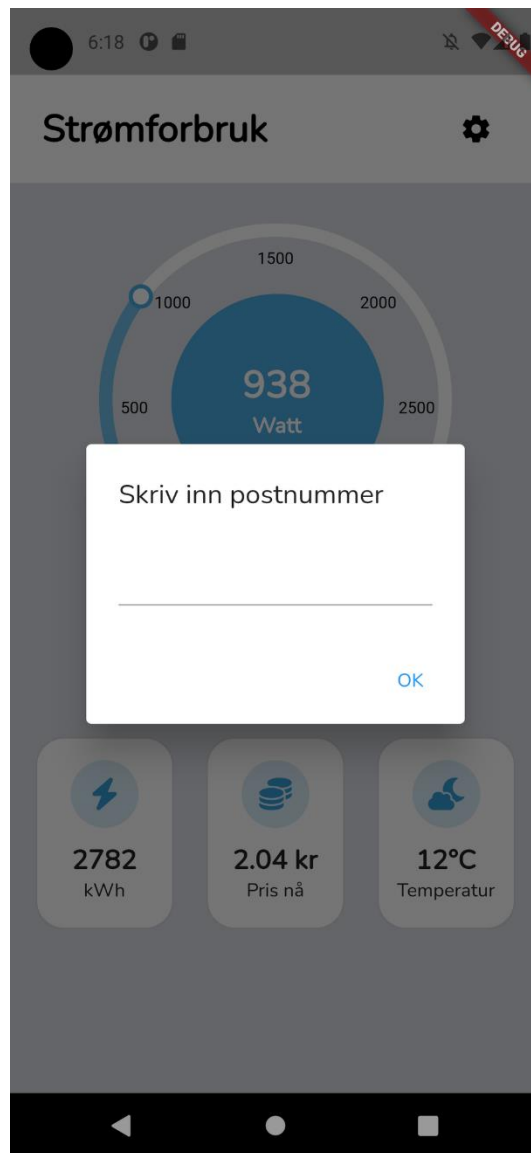 6:18
DEBUG
Strømforbruk
1500
1000
2000
938
500
2500
Watt
Skriv inn postnummer
OK
2782
2.04 kr
12°C
kWh
Pris nå
Temperatur